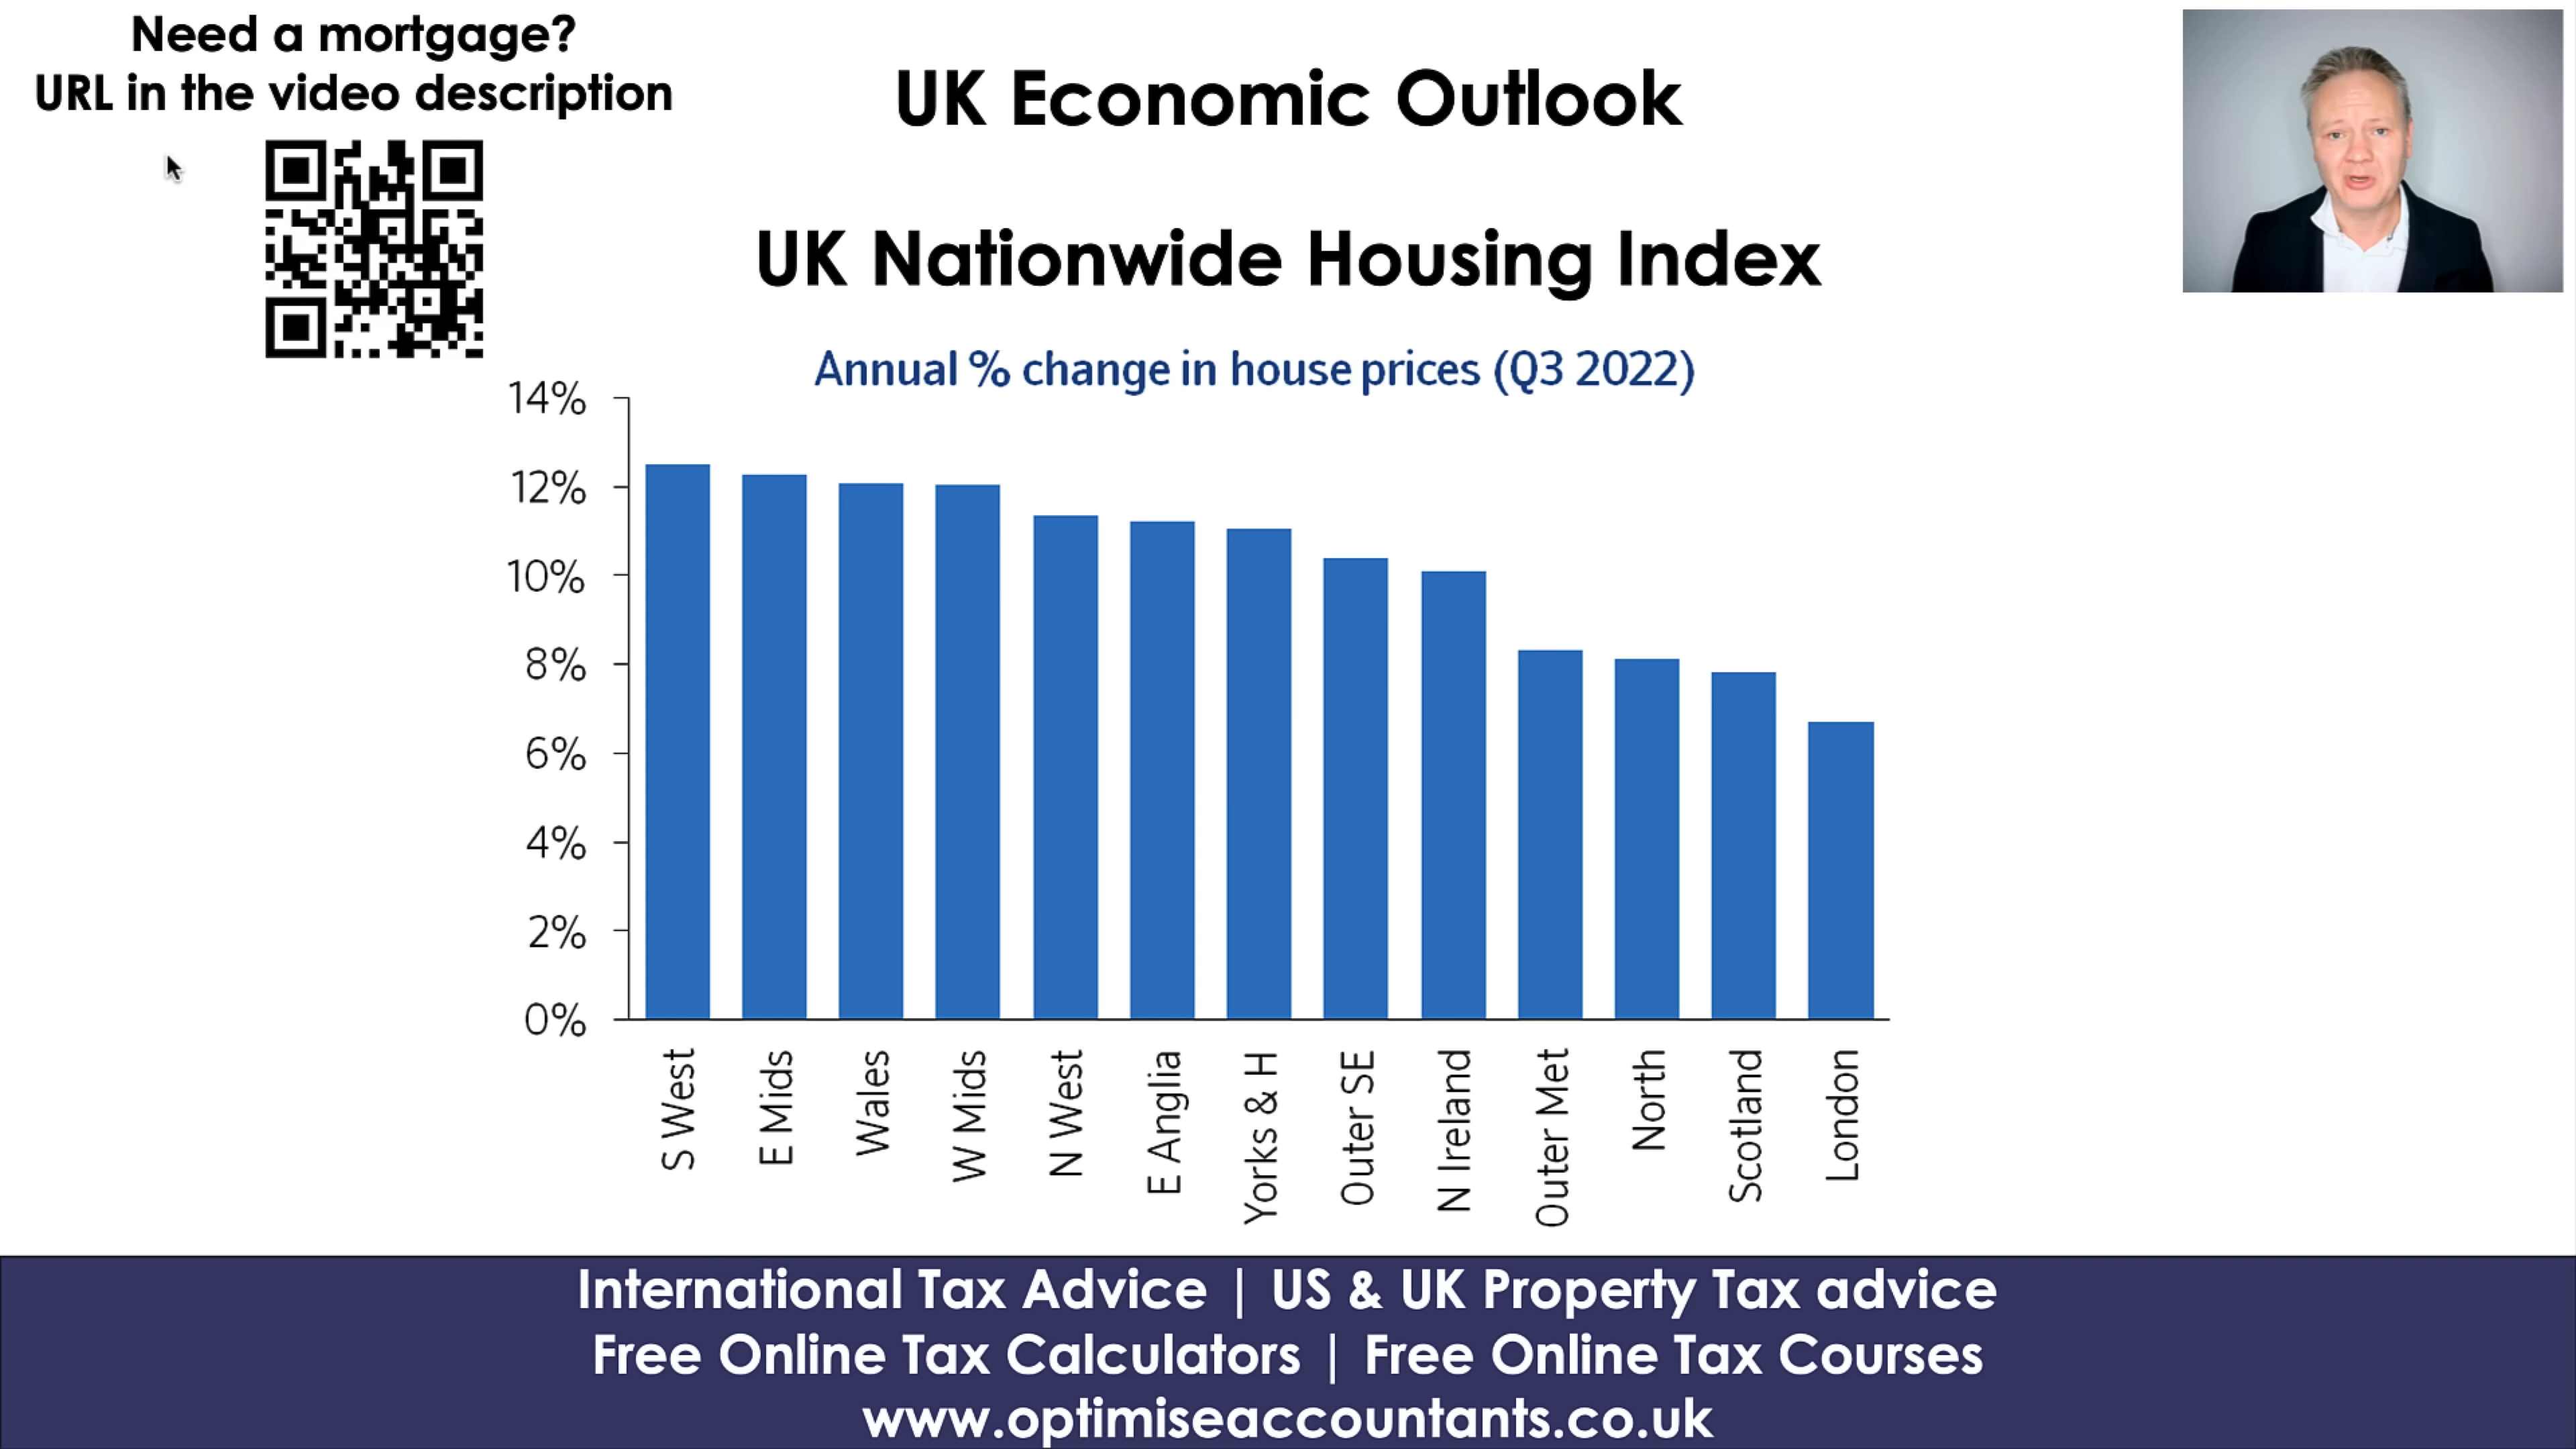 Need a mortgage?
URL in the video description
UK Economic Outlook
UK Nationwide Housing Index
Annual % change in house prices (Q3 2022)
14%
12%
10%
8%
6%
4%
2%
0%
S West
E Mids
Wales
W Mids
N West
E Anglia
Yorks & H
Outer SE
N Ireland
Outer Met
North
Scotland
London
International Tax Advice | US & UK Property Tax advice
Free Online Tax Calculators | Free Online Tax Courses
www.optimiseaccountants.co.uk